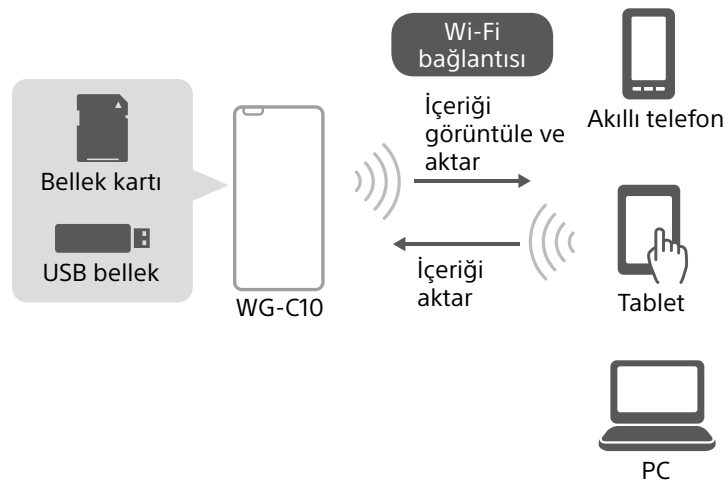 Wi-Fi
bağlantısı
Bellek kartı
USB bellek
WG-C10
İçeriği
görüntüle ve
aktar
İçeriği
aktar
Akıllı telefon
Tablet
PC